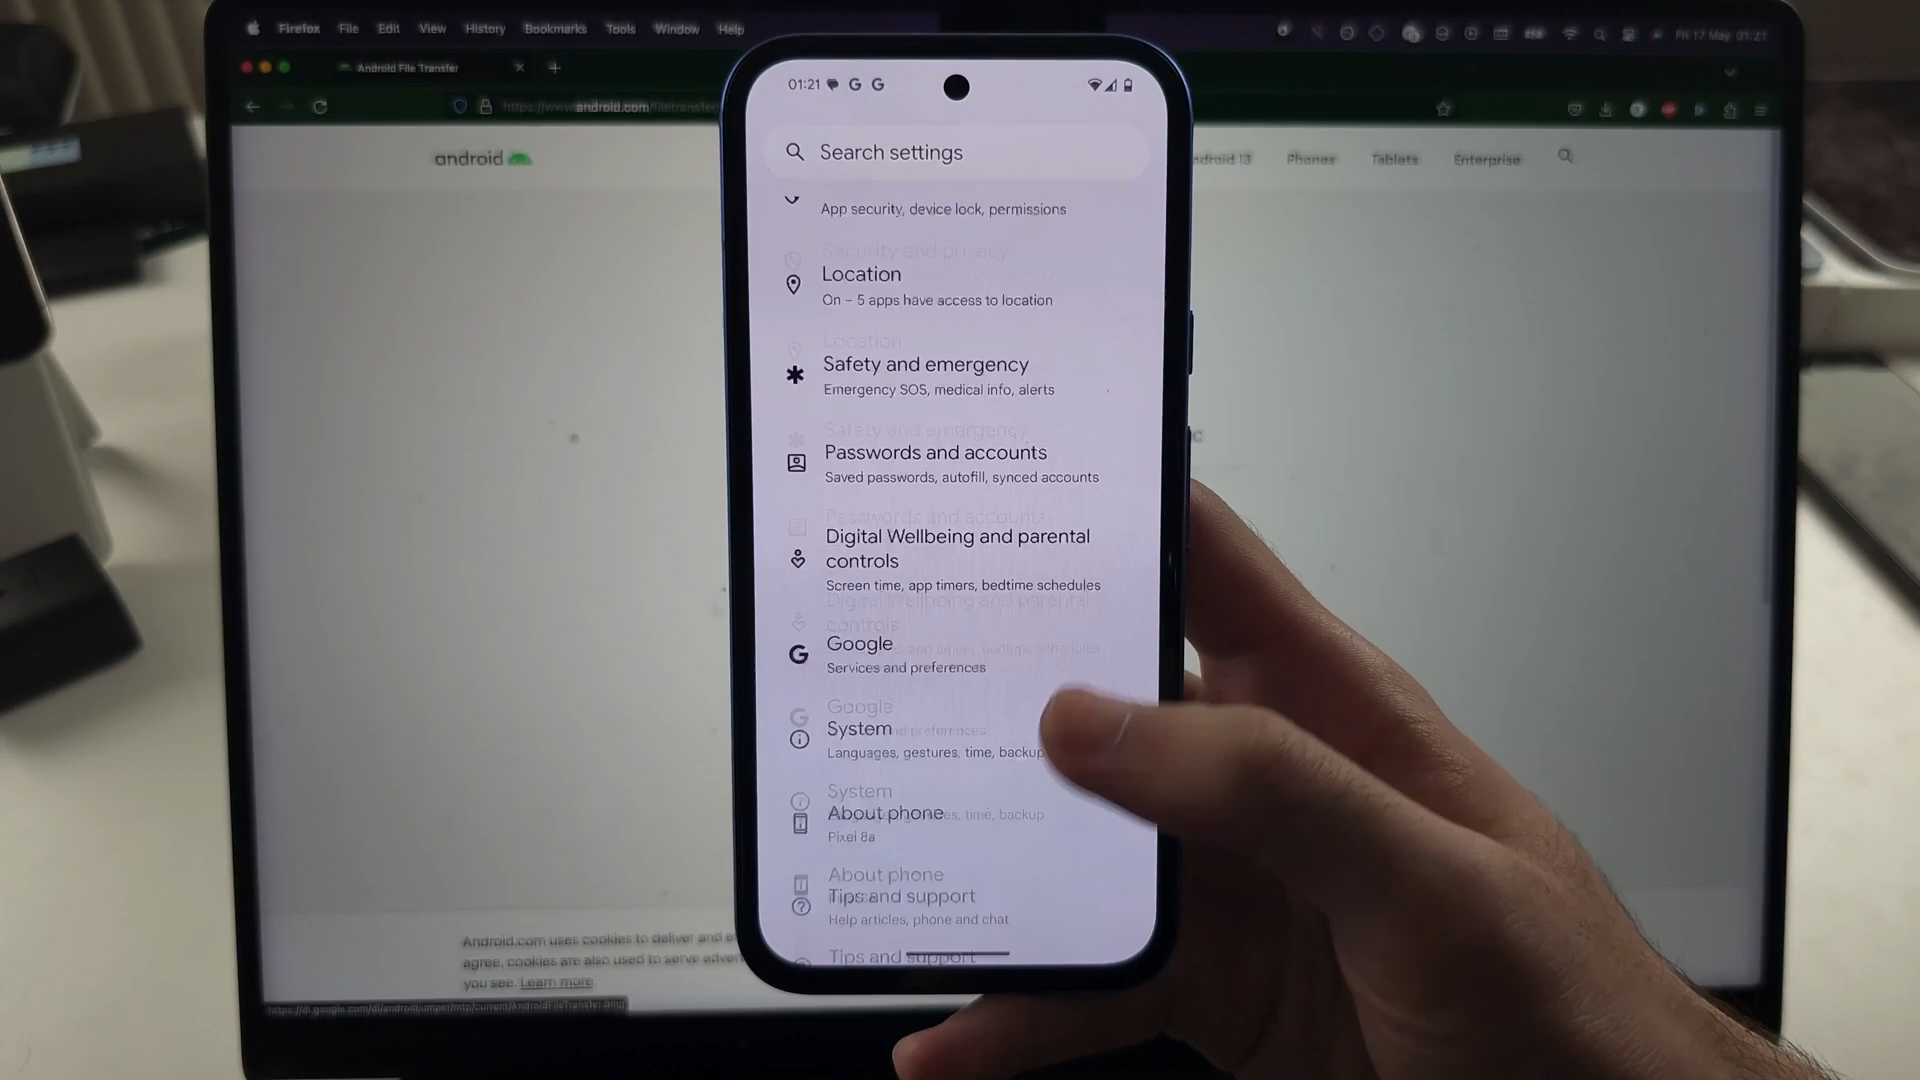 Firefox File Edit View History Bookmarks Tools Window Help
Fri 17 May 01:21
Android File Transfer
https://www.android.com/filetransfer
android
ndroid 13 Phones Tablets Enterprise
01:21 G G
Search settings
App security, device lock, permissions
Security and privacy
Location
On – 5 apps have access to location
Location
Safety and emergency
Emergency SOS, medical info, alerts
Safety and emergency
Passwords and accounts
Saved passwords, autofill, synced accounts
Passwords and accounts
Digital Wellbeing and parental
controls
Screen time, app timers, bedtime schedules
Digital Wellbeing and parental
controls
Google
Services and preferences
Google
System
Languages, gestures, time, backup
System
About phone
Pixel 8a
About phone
Tips and support
Help articles, phone and chat
Tips and support
Android.com uses cookies to deliver and
agree, cookies are also used to serve
you see. Learn more.